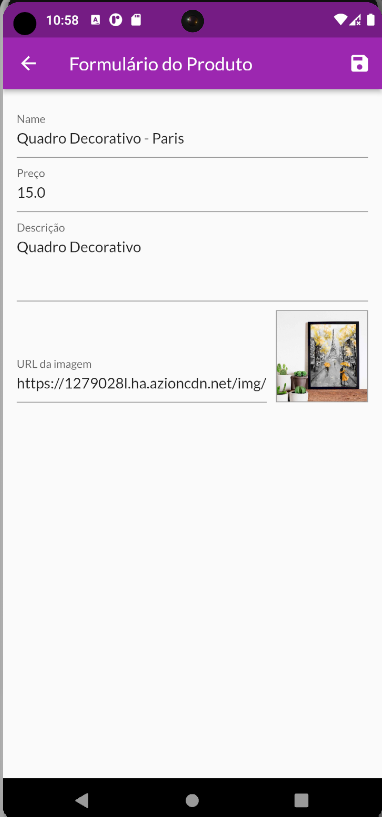 10:58
Formulário do Produto
Name
Quadro Decorativo - Paris
Preço
15.0
Descrição
Quadro Decorativo
URL da imagem
https://1279028l.ha.azioncdn.net/img/